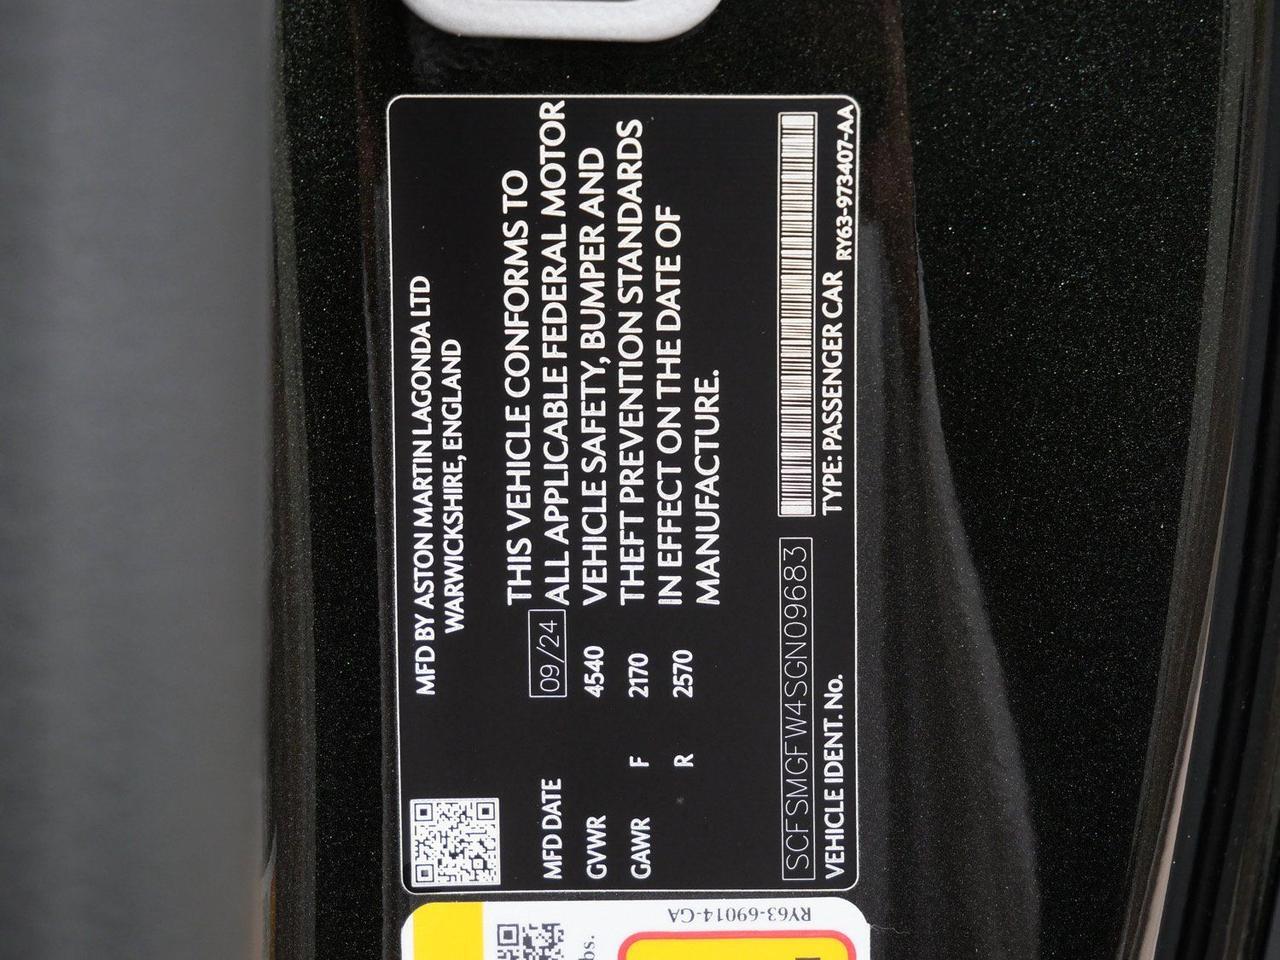 MFD BY ASTON MARTIN LAGONDA LTD
WARWICKSHIRE, ENGLAND
MFD DATE 09/24
GVWR 4540
GAWR F 2170
R 2570
THIS VEHICLE CONFORMS TO
ALL APPLICABLE FEDERAL MOTOR
VEHICLE SAFETY, BUMPER AND
THEFT PREVENTION STANDARDS
IN EFFECT ON THE DATE OF
MANUFACTURE.
SCFSMGFW4SGN09683
VEHICLE IDENT. No. TYPE: PASSENGER CAR RY63-973407-AA
RY63-69014-GA